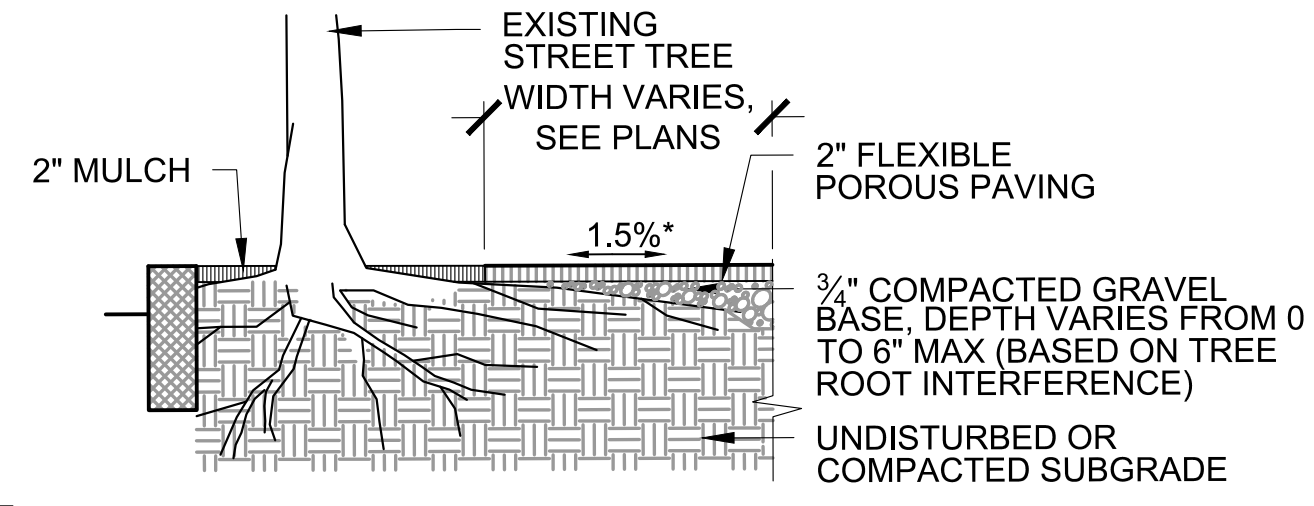 EXISTING
STREET TREE
WIDTH VARIES,
SEE PLANS
2" MULCH
2" FLEXIBLE
POROUS PAVING
1.5%*
¾" COMPACTED GRAVEL
BASE, DEPTH VARIES FROM 0
TO 6" MAX (BASED ON TREE
ROOT INTERFERENCE)
UNDISTURBED OR
COMPACTED SUBGRADE